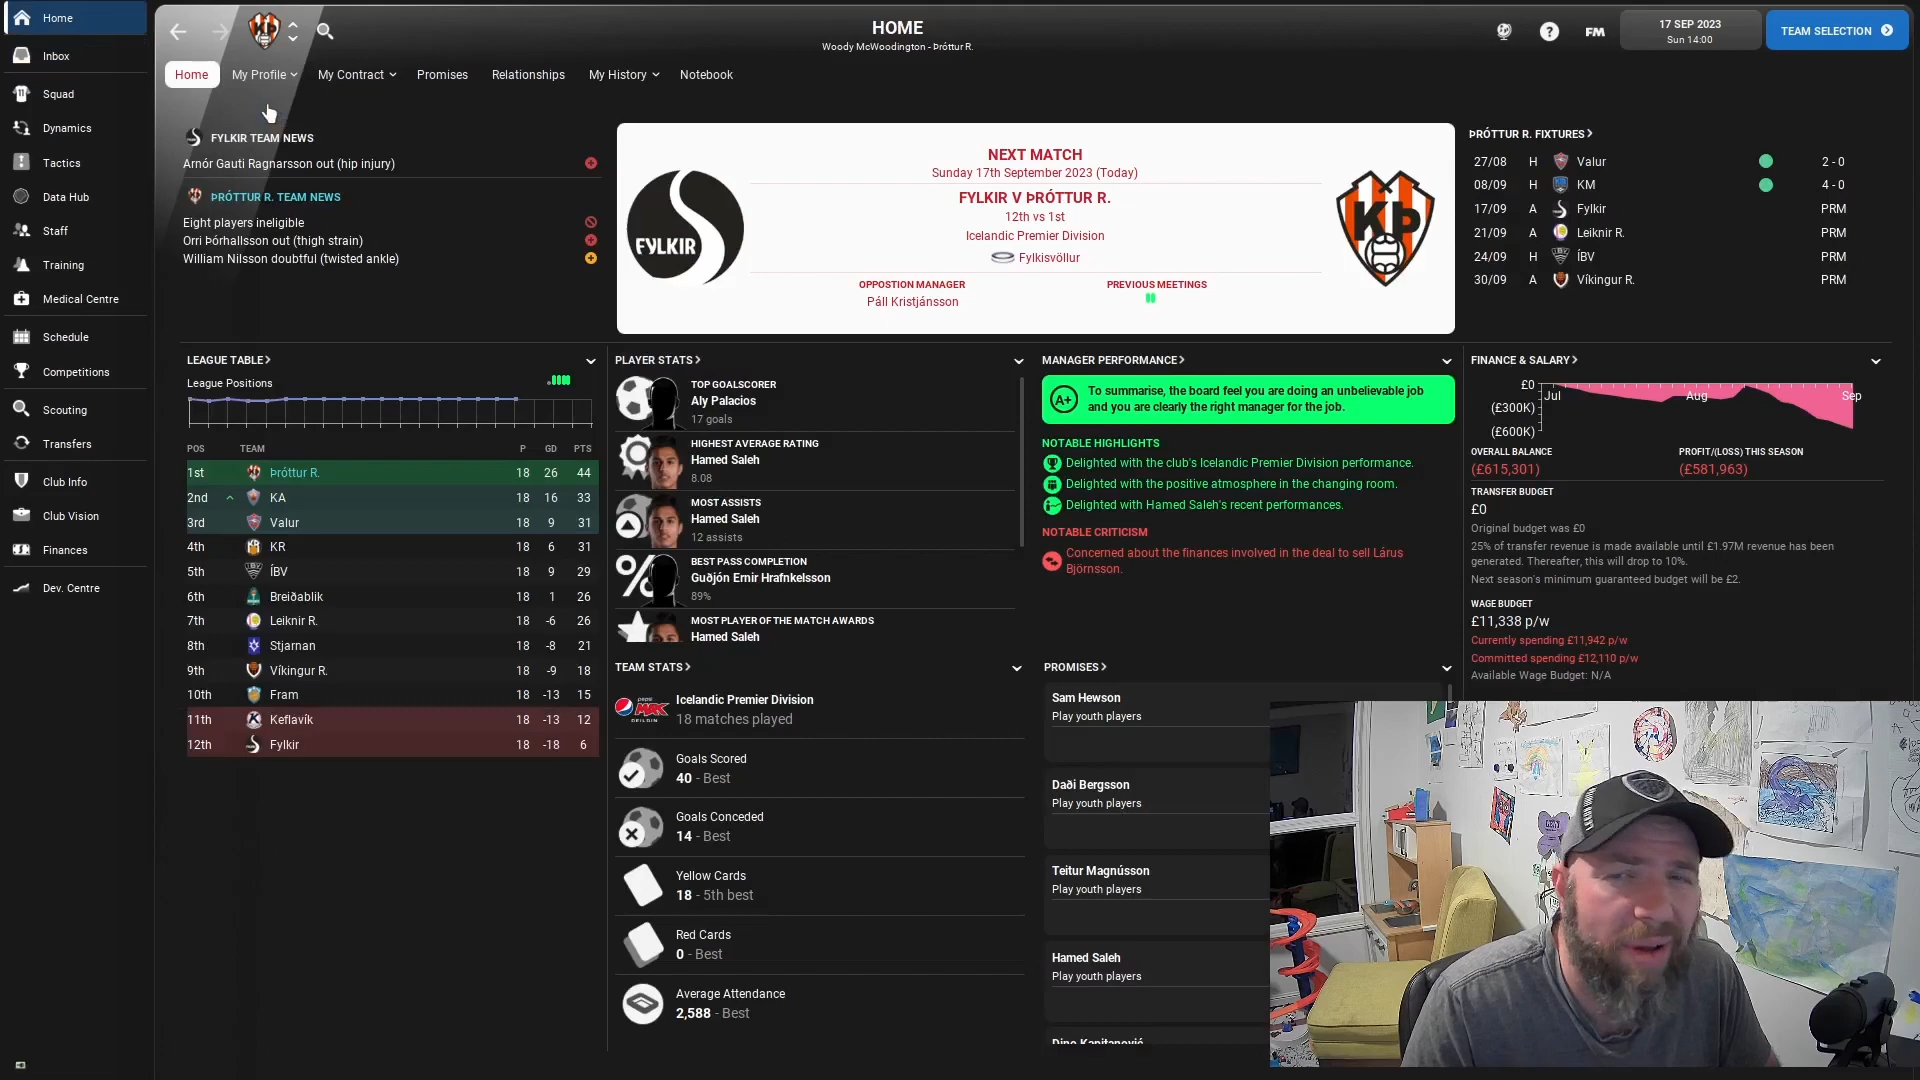 Home
Inbox
Squad
Dynamics
Tactics
Data Hub
Staff
Training
Medical Centre
Schedule
Competitions
Scouting
Transfers
Club Info
Club Vision
Finances
Dev. Centre
HOME
Woody McWoodington - Þróttur R.
FM
17 SEP 2023
Sun 14:00
TEAM SELECTION
Home My Profile My Contract Promises Relationships My History Notebook
FYLKIR TEAM NEWS
Arnór Gauti Ragnarsson out (hip injury)
ÞRÓTTUR R. TEAM NEWS
Eight players ineligible
Orri Þórhallsson out (thigh strain)
William Nilsson doubtful (twisted ankle)
FYLKIR
NEXT MATCH
Sunday 17th September 2023 (Today)
FYLKIR V ÞRÓTTUR R.
12th vs 1st
Icelandic Premier Division
Fylkisvöllur
OPPOSTION MANAGER
Páll Kristjánsson
PREVIOUS MEETINGS
KÞ
ÞRÓTTUR R. FIXTURES
27/08 H Valur 2 - 0
08/09 H KM 4 - 0
17/09 A Fylkir PRM
21/09 A Leiknir R. PRM
24/09 H ÍBV PRM
30/09 A Víkingur R. PRM
LEAGUE TABLE
League Positions
POS TEAM P GD PTS
1st Þróttur R. 18 26 44
2nd KA 18 16 33
3rd Valur 18 9 31
4th KR 18 6 31
5th ÍBV 18 9 29
6th Breiðablik 18 1 26
7th Leiknir R. 18 -6 26
8th Stjarnan 18 -8 21
9th Víkingur R. 18 -9 18
10th Fram 18 -13 15
11th Keflavík 18 -13 12
12th Fylkir 18 -18 6
PLAYER STATS
TOP GOALSCORER
Aly Palacios
17 goals
HIGHEST AVERAGE RATING
Hamed Saleh
8.08
MOST ASSISTS
Hamed Saleh
12 assists
BEST PASS COMPLETION
Guðjón Ernir Hrafnkelsson
89%
MOST PLAYER OF THE MATCH AWARDS
Hamed Saleh
TEAM STATS
pepsi MAX DEILDIN
Icelandic Premier Division
18 matches played
Goals Scored
40 - Best
Goals Conceded
14 - Best
Yellow Cards
18 - 5th best
Red Cards
0 - Best
Average Attendance
2,588 - Best
MANAGER PERFORMANCE
A+
To summarise, the board feel you are doing an unbelievable job
and you are clearly the right manager for the job.
NOTABLE HIGHLIGHTS
Delighted with the club's Icelandic Premier Division performance.
Delighted with the positive atmosphere in the changing room.
Delighted with Hamed Saleh's recent performances.
NOTABLE CRITICISM
Concerned about the finances involved in the deal to sell Lárus
Björnsson.
PROMISES
Sam Hewson
Play youth players
Daði Bergsson
Play youth players
Teitur Magnússon
Play youth players
Hamed Saleh
Play youth players
Dino Kapitanović
FINANCE & SALARY
£0
(£300K)
(£600K)
Jul Aug Sep
OVERALL BALANCE
(£615,301)
PROFIT/(LOSS) THIS SEASON
(£581,963)
TRANSFER BUDGET
£0
Original budget was £0
25% of transfer revenue is made available until £1.97M revenue has been
generated. Thereafter, this will drop to 10%.
Next season's minimum guaranteed budget will be £2.
WAGE BUDGET
£11,338 p/w
Currently spending £11,942 p/w
Committed spending £12,110 p/w
Available Wage Budget: N/A